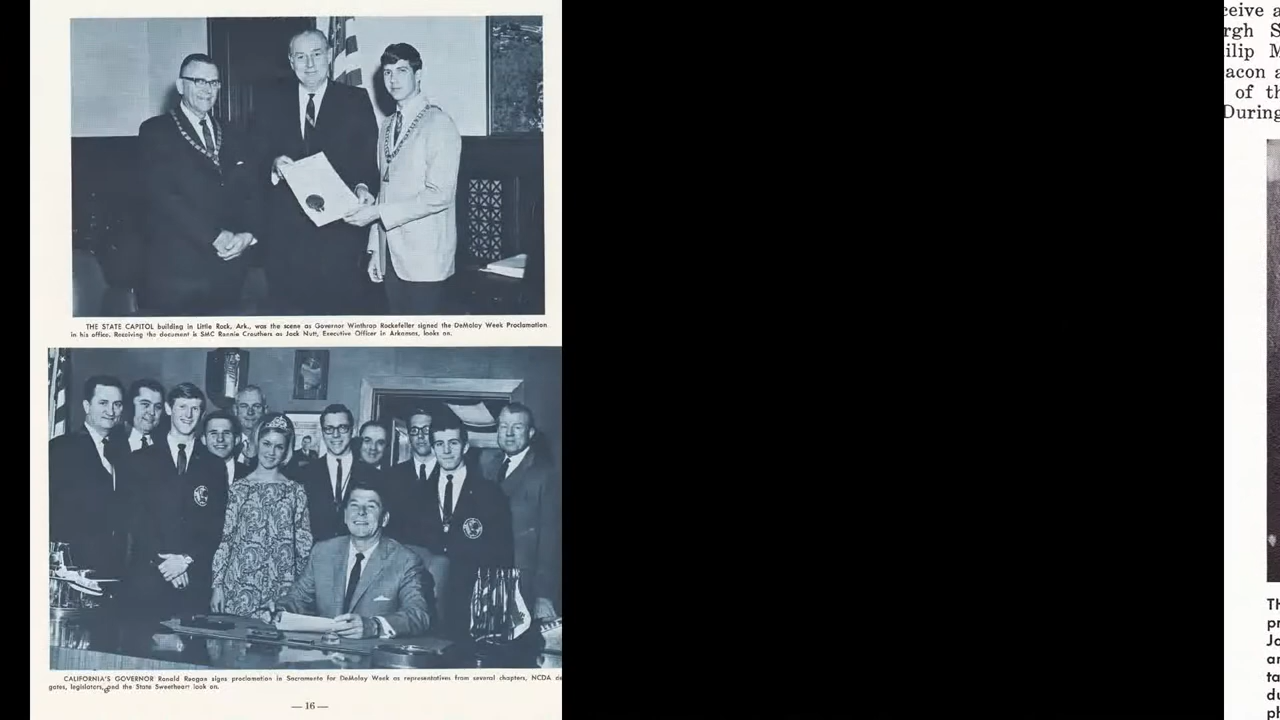 THE STATE CAPITOL building in Little Rock, Ark., was the scene as Governor Winthrop Rockefeller signed the DeMolay Week Proclamation
in his office. Receiving the document is SMC Rannie Crouthers as Jack Nutt, Executive Officer in Arkansas, looks on.
CALIFORNIA'S GOVERNOR Ronald Reagan signs proclamation in Sacramento for DeMolay Week as representatives from several chapters, NCDA de
gates, legislators, and the State Sweetheart look on.
— 16 —
ceive a
rgh S
ilip M
acon a
of th
During
Th
pr
Jo
an
ta
du
ph